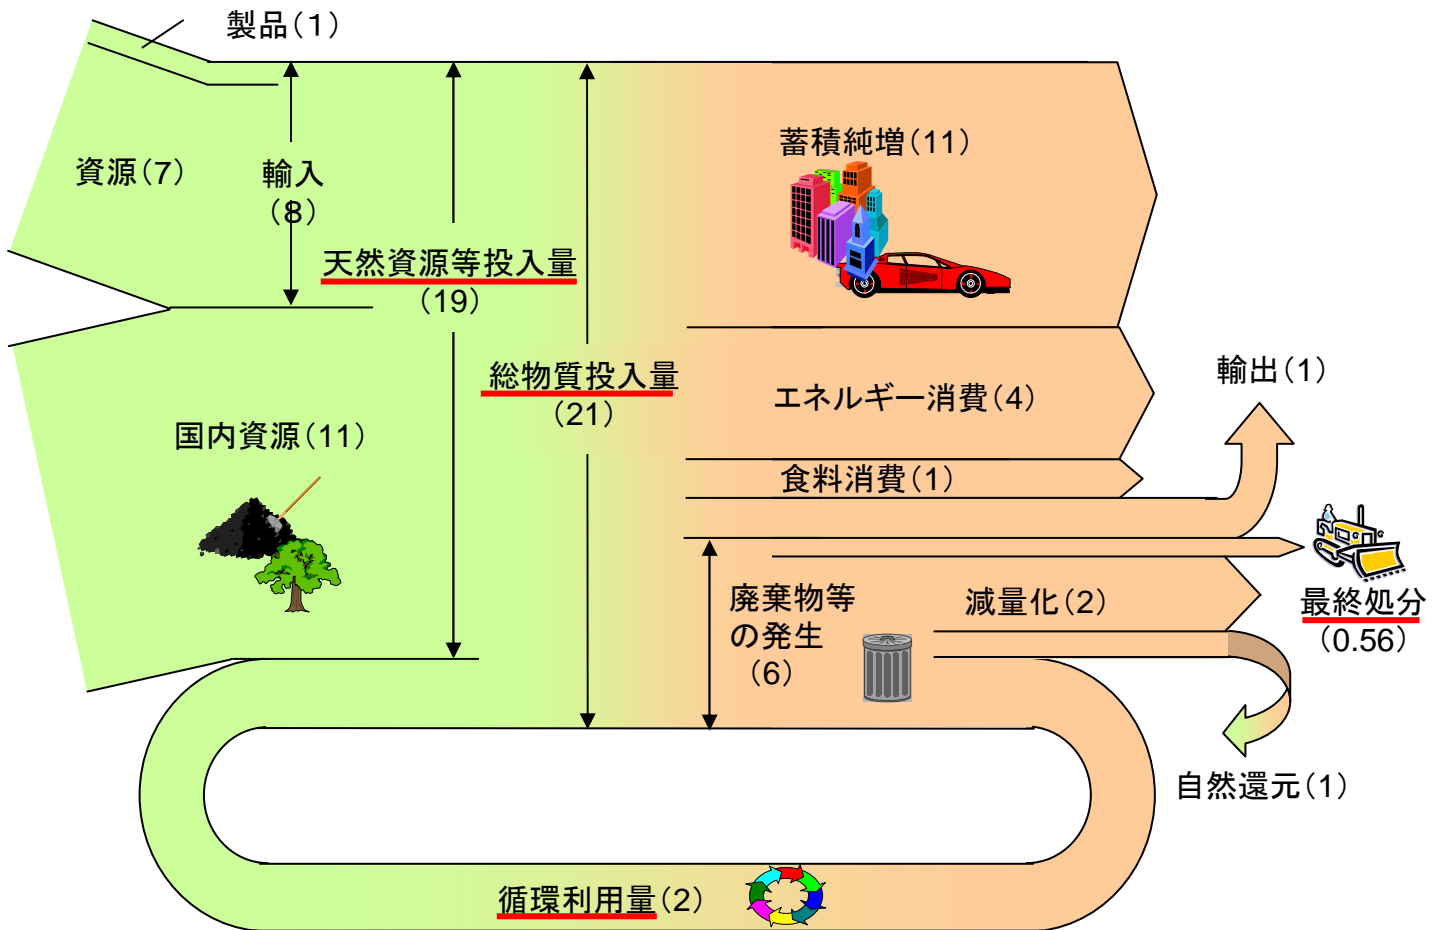 製品(1)
資源(7)
輸入
(8)
天然資源等投入量
(19)
総物質投入量
(21)
国内資源(11)
蓄積純増(11)
エネルギー消費(4)
食料消費(1)
輸出(1)
廃棄物等
の発生
(6)
減量化(2)
最終処分
(0.56)
自然還元(1)
循環利用量(2)